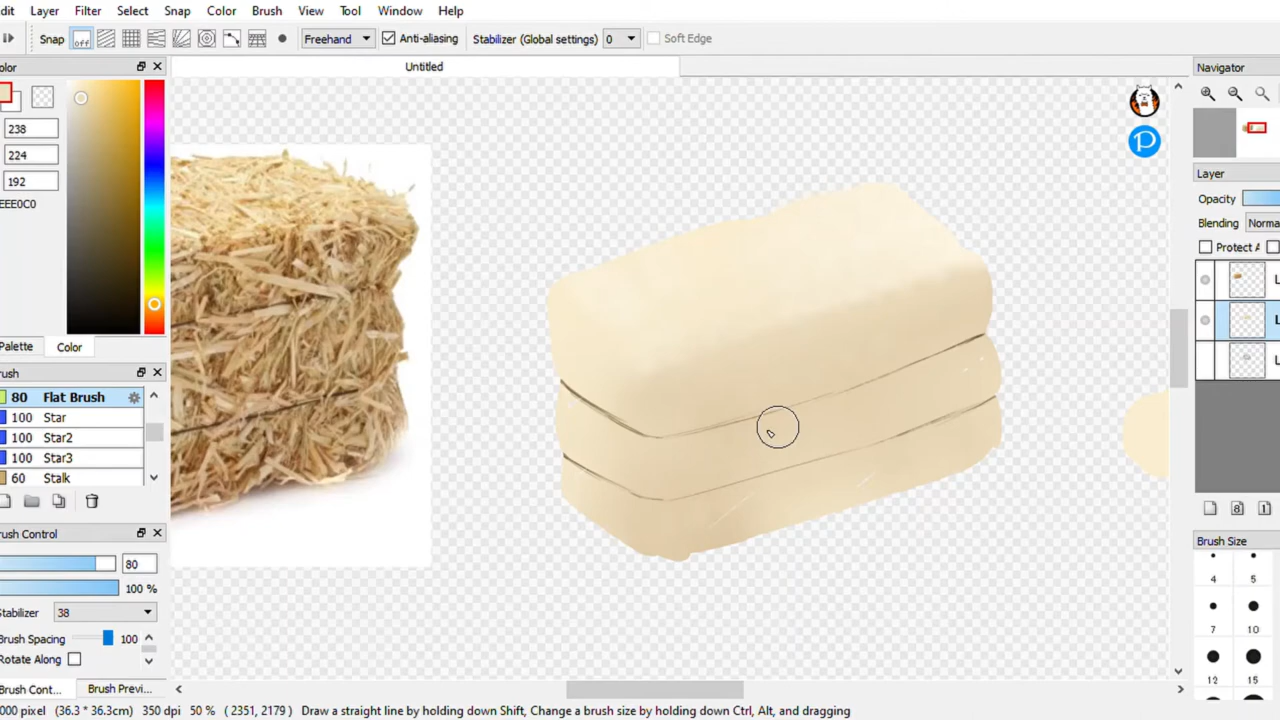 dit Layer Filter Select Snap Color Brush View Tool Window Help
Snap off Freehand Anti-aliasing Stabilizer (Global settings) 0 Soft Edge
olor
Untitled
Navigator
238
224
192
EEE0C0
Palette Color
rush
80 Flat Brush
100 Star
100 Star2
100 Star3
60 Stalk
rush Control
80
100 %
Stabilizer 38
Brush Spacing 100
Rotate Along
Brush Cont... Brush Previ...
Layer
Opacity
Blending Norma
Protect A
L
L
L
8 1
Brush Size
4 5
7 10
12 15
000 pixel (36.3 * 36.3cm) 350 dpi 50 % ( 2351, 2179 ) Draw a straight line by holding down Shift, Change a brush size by holding down Ctrl, Alt, and dragging